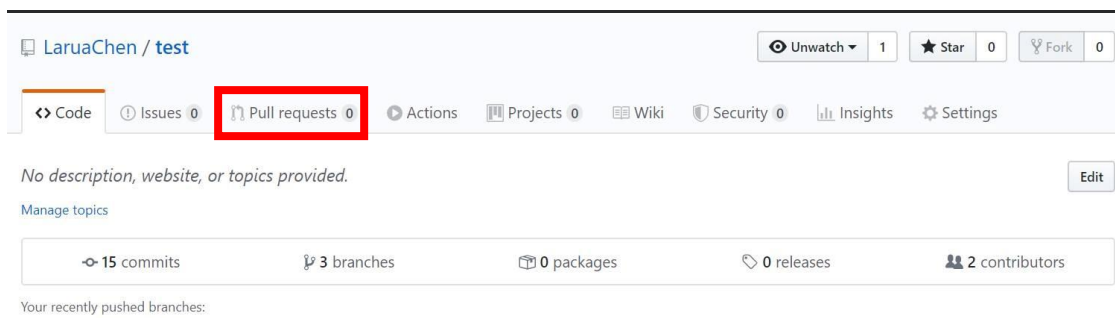 LaruaChen / test
Unwatch 1 Star 0 Fork 0
Code Issues 0 Pull requests 0 Actions Projects 0 Wiki Security 0 Insights Settings
No description, website, or topics provided.
Edit
Manage topics
15 commits 3 branches 0 packages 0 releases 2 contributors
Your recently pushed branches: